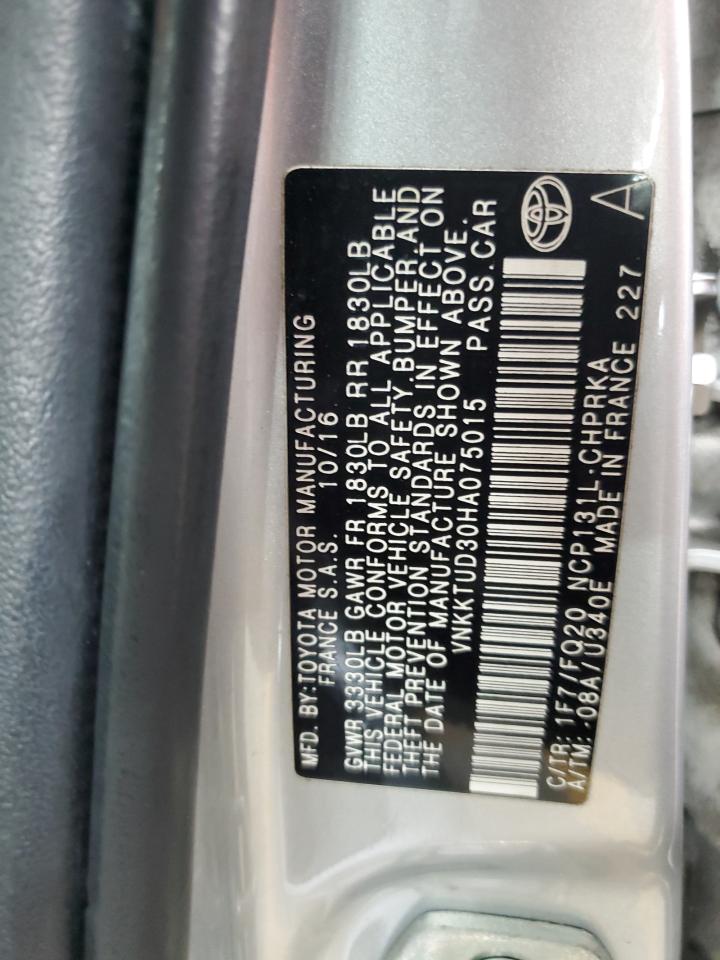 MFD. BY:TOYOTA MOTOR MANUFACTURING
FRANCE S.A.S. 10/16
GVWR 3330LB GAWR FR 1830LB RR 1830LB
THIS VEHICLE CONFORMS TO ALL APPLICABLE
FEDERAL MOTOR VEHICLE SAFETY,BUMPER,AND
THEFT PREVENTION STANDARDS IN EFFECT ON
THE DATE OF MANUFACTURE SHOWN ABOVE.
VNKKTUD30HA075015 PASS.CAR
C/TR: 1F7/FQ20 NCP131L-CHPRKA
A/TM: -08A/U340E MADE IN FRANCE 227
A